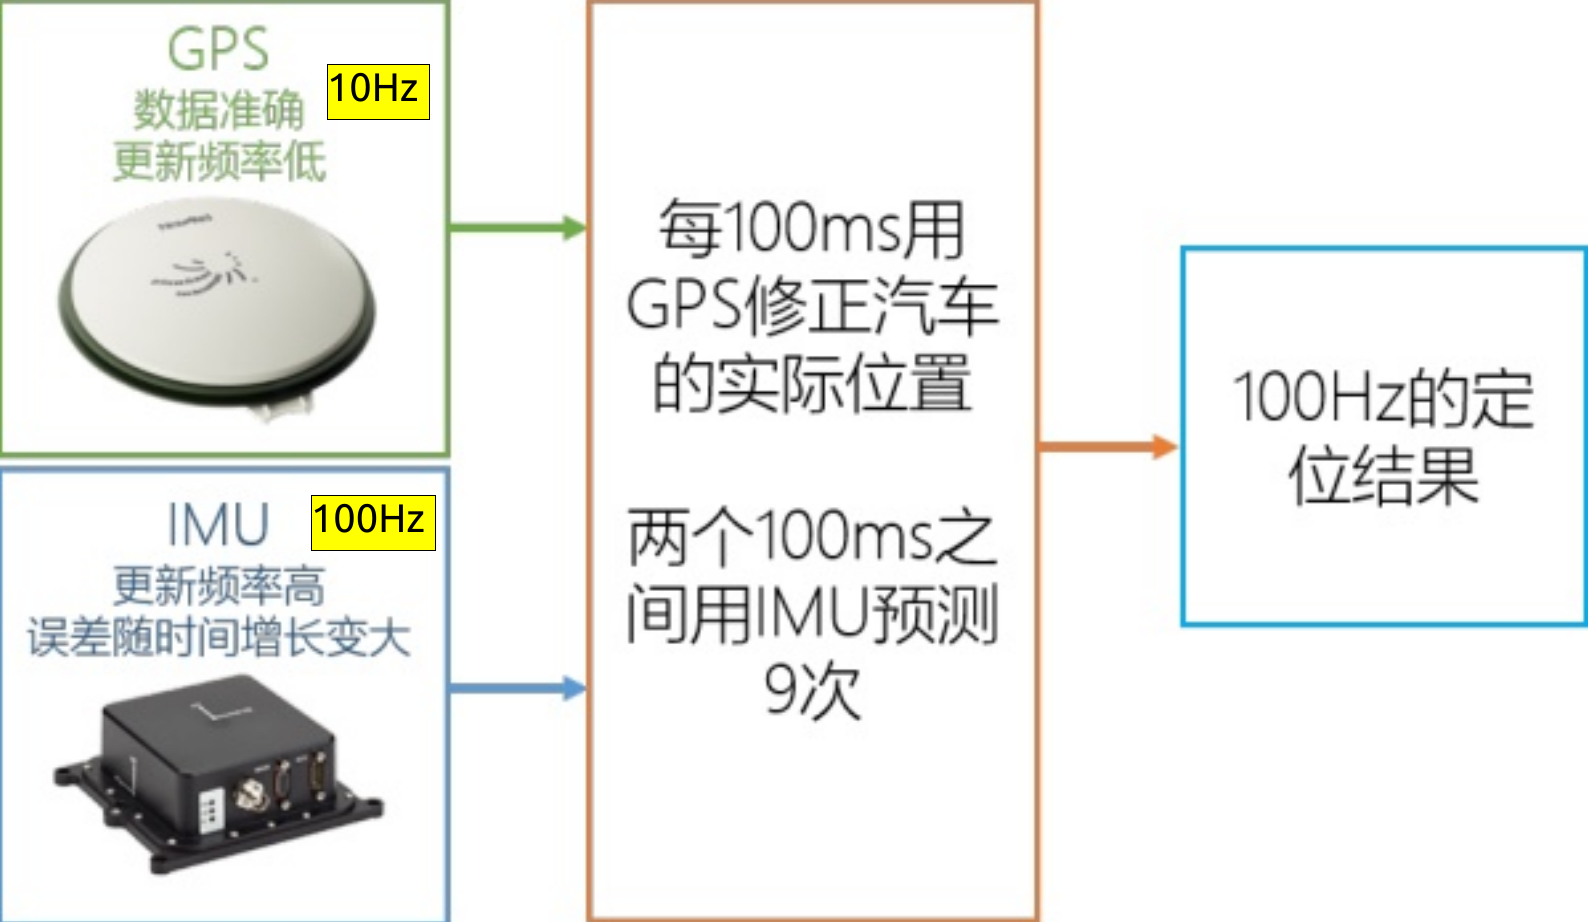 GPS
10Hz
数据准确
更新频率低
IMU
100Hz
更新频率高
误差随时间增长变大
每100ms用
GPS修正汽车
的实际位置
两个100ms之
间用IMU预测
9次
100Hz的定
位结果